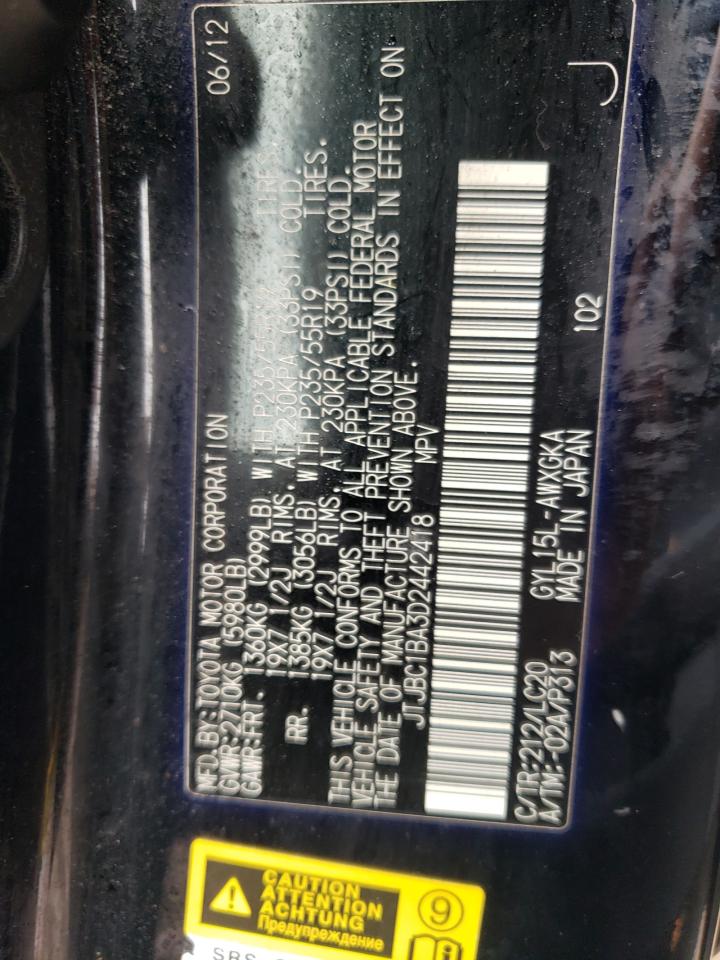 MFD.BY:TOYOTA MOTOR CORPORATION 06/12
GVWR:2710KG (5980LB)
GAWR:FRT. 1360KG (2999LB) WITH P235/55R19 TIRES.
19X7 1/2J RIMS. AT 230KPA (33PSI) COLD.
RR. 1385KG (3056LB) WITH P235/55R19 TIRES.
19X7 1/2J RIMS. AT 230KPA (33PSI) COLD.
THIS VEHICLE CONFORMS TO ALL APPLICABLE FEDERAL MOTOR
VEHICLE SAFETY AND THEFT PREVENTION STANDARDS IN EFFECT ON
THE DATE OF MANUFACTURE SHOWN ABOVE.
JTJBC1BA3D2442418 MPV
C/TR:212/LC20 GYL15L-AWXGKA
A/TM:-02A/P313 MADE IN JAPAN 102 J
CAUTION
ATTENTION
ACHTUNG
Предупреждение
9
SRS